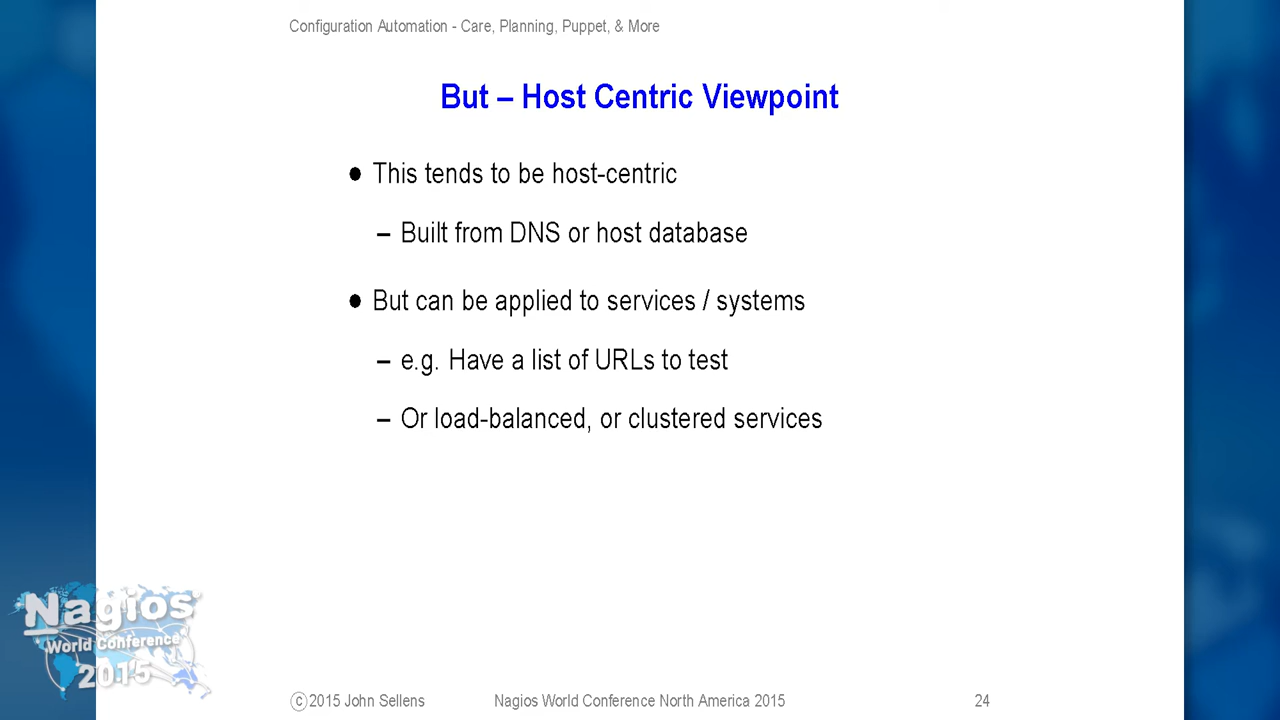 Configuration Automation - Care, Planning, Puppet, & More
But – Host Centric Viewpoint
● This tends to be host-centric
– Built from DNS or host database
● But can be applied to services / systems
– e.g. Have a list of URLs to test
– Or load-balanced, or clustered services
Nagios
World Conference
2015
©2015 John Sellens Nagios World Conference North America 2015 24